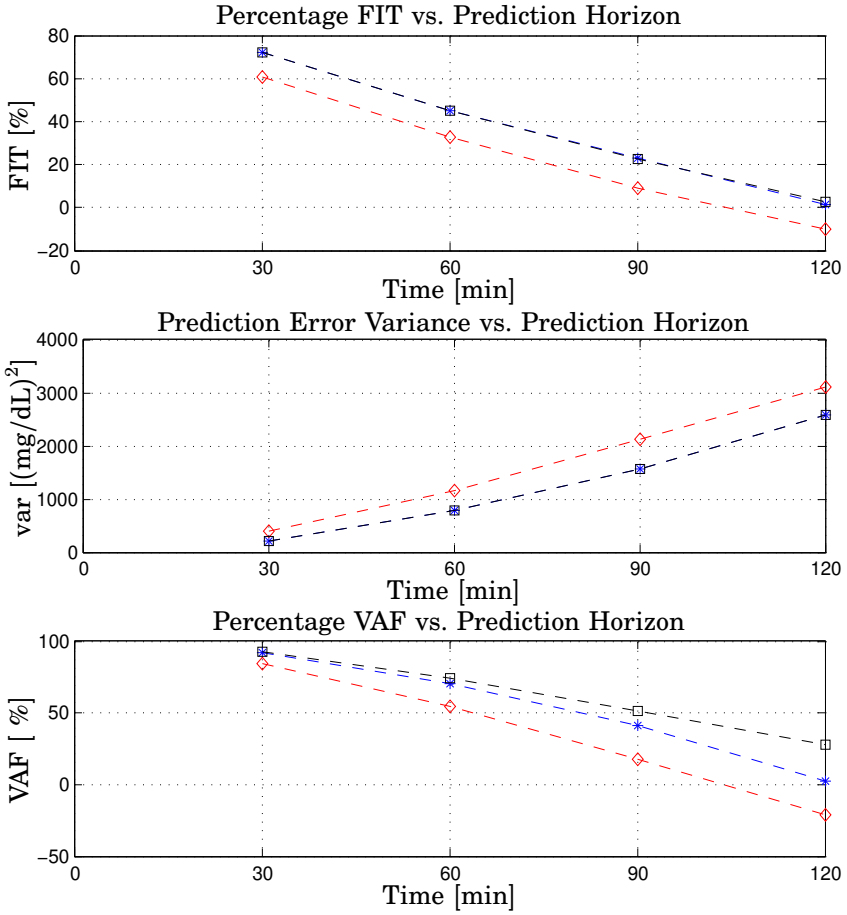 Percentage FIT vs. Prediction Horizon
80
60
40
20
0
−20
FIT [%]
0 30 60 90 120
Time [min]
Prediction Error Variance vs. Prediction Horizon
4000
3000
2000
1000
0
var [(mg/dL)²]
0 30 60 90 120
Time [min]
Percentage VAF vs. Prediction Horizon
100
50
0
−50
VAF [ %]
0 30 60 90 120
Time [min]